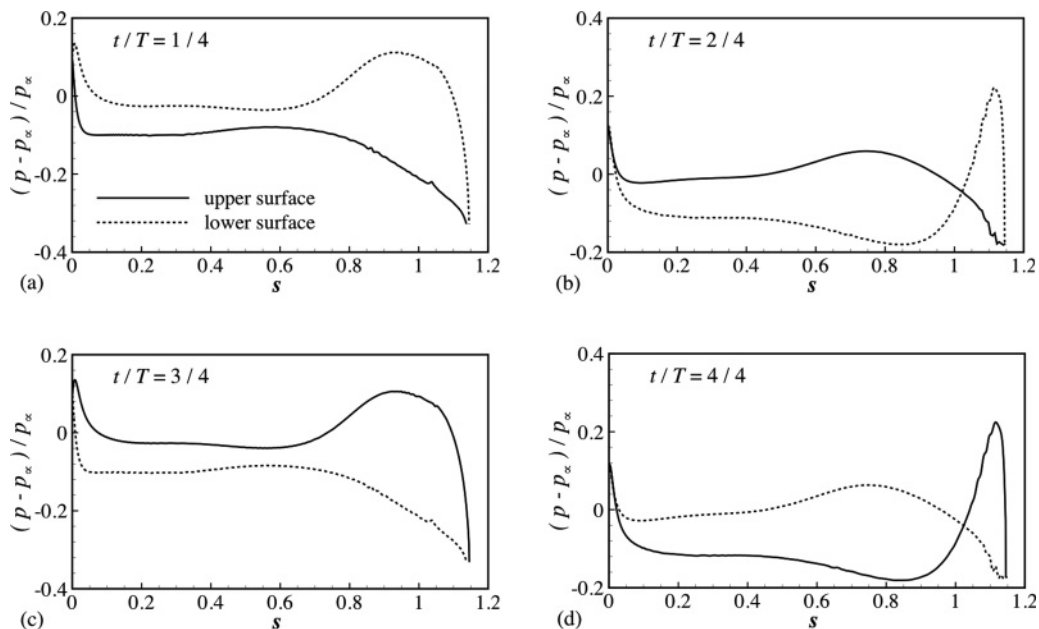 0.2
t / T = 1 / 4
0
-0.2
upper surface
lower surface
-0.4
0 0.2 0.4 0.6 0.8 1 1.2
(a)
s
( p - p∝ ) / p∝
0.4
t / T = 2 / 4
0.2
0
-0.2
0 0.2 0.4 0.6 0.8 1 1.2
(b)
s
( p - p∝ ) / p∝
0.2
t / T = 3 / 4
0
-0.2
-0.4
0 0.2 0.4 0.6 0.8 1 1.2
(c)
s
( p - p∝ ) / p∝
0.4
t / T = 4 / 4
0.2
0
-0.2
0 0.2 0.4 0.6 0.8 1 1.2
(d)
s
( p - p∝ ) / p∝